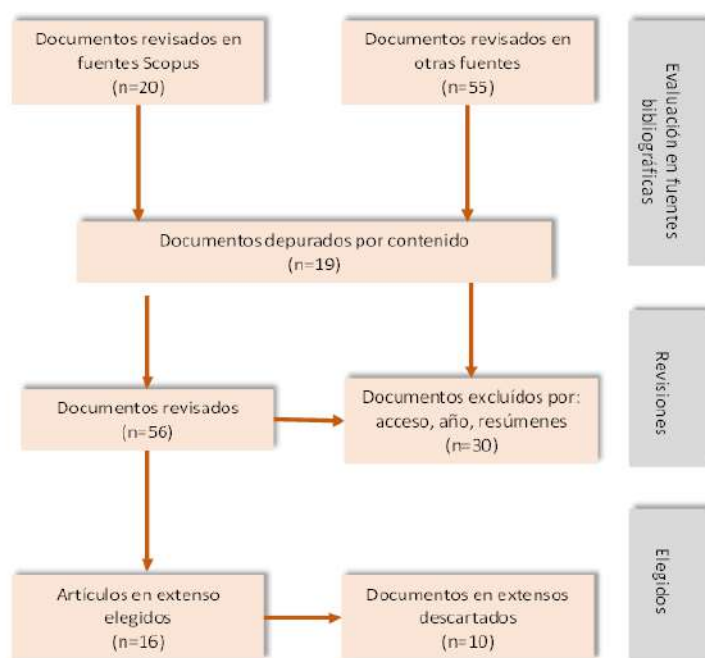 Documentos revisados en
fuentes Scopus
(n=20)
Documentos revisados en
otras fuentes
(n=55)
Evaluación en fuentes
bibliográficas
Documentos depurados por contenido
(n=19)
Documentos revisados
(n=56)
Documentos excluídos por:
acceso, año, resúmenes
(n=30)
Revisiones
Artículos en extenso
elegidos
(n=16)
Documentos en extensos
descartados
(n=10)
Elegidos